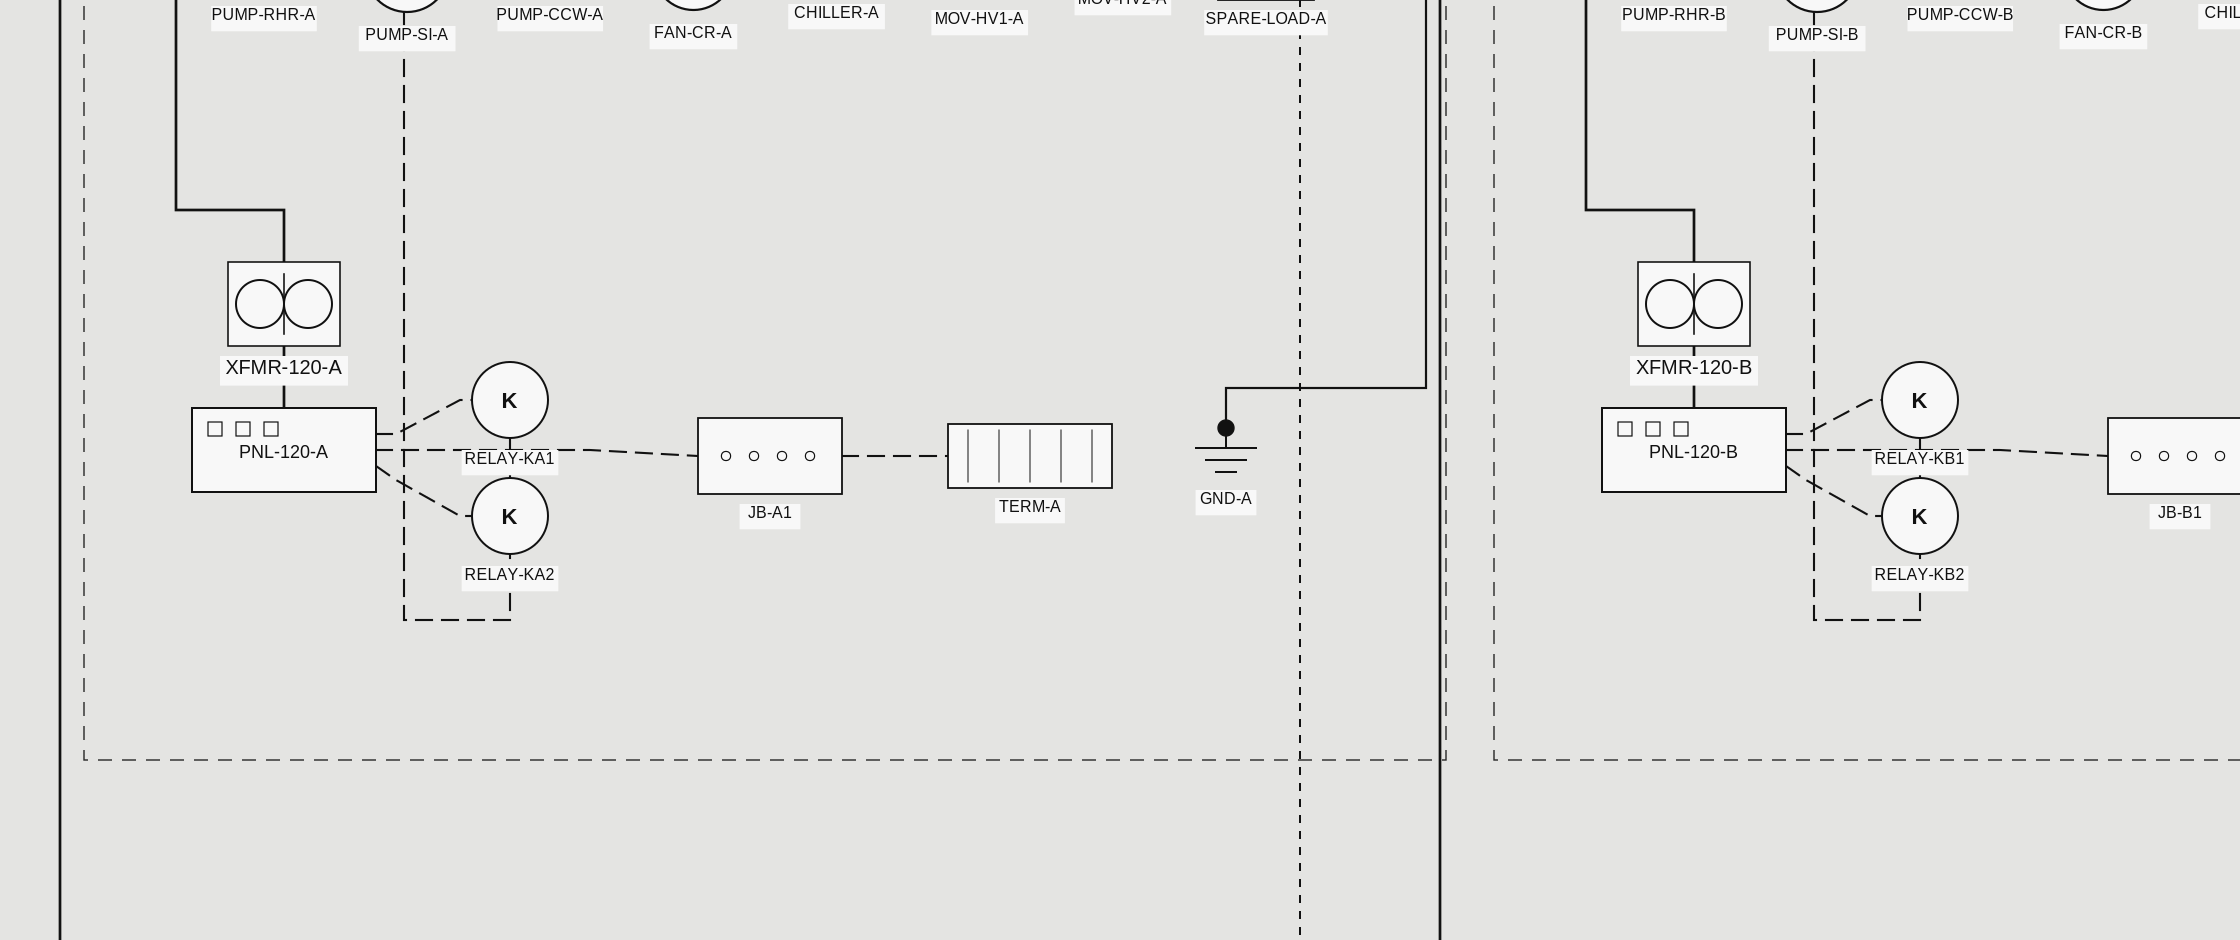 PUMP-RHR-A
PUMP-SI-A
PUMP-CCW-A
FAN-CR-A
CHILLER-A
MOV-HV1-A
MOV-HV2-A
SPARE-LOAD-A
PUMP-RHR-B
PUMP-SI-B
PUMP-CCW-B
FAN-CR-B
XFMR-120-A
PNL-120-A
K
RELAY-KA1
K
RELAY-KA2
JB-A1
TERM-A
GND-A
XFMR-120-B
PNL-120-B
K
RELAY-KB1
K
RELAY-KB2
JB-B1